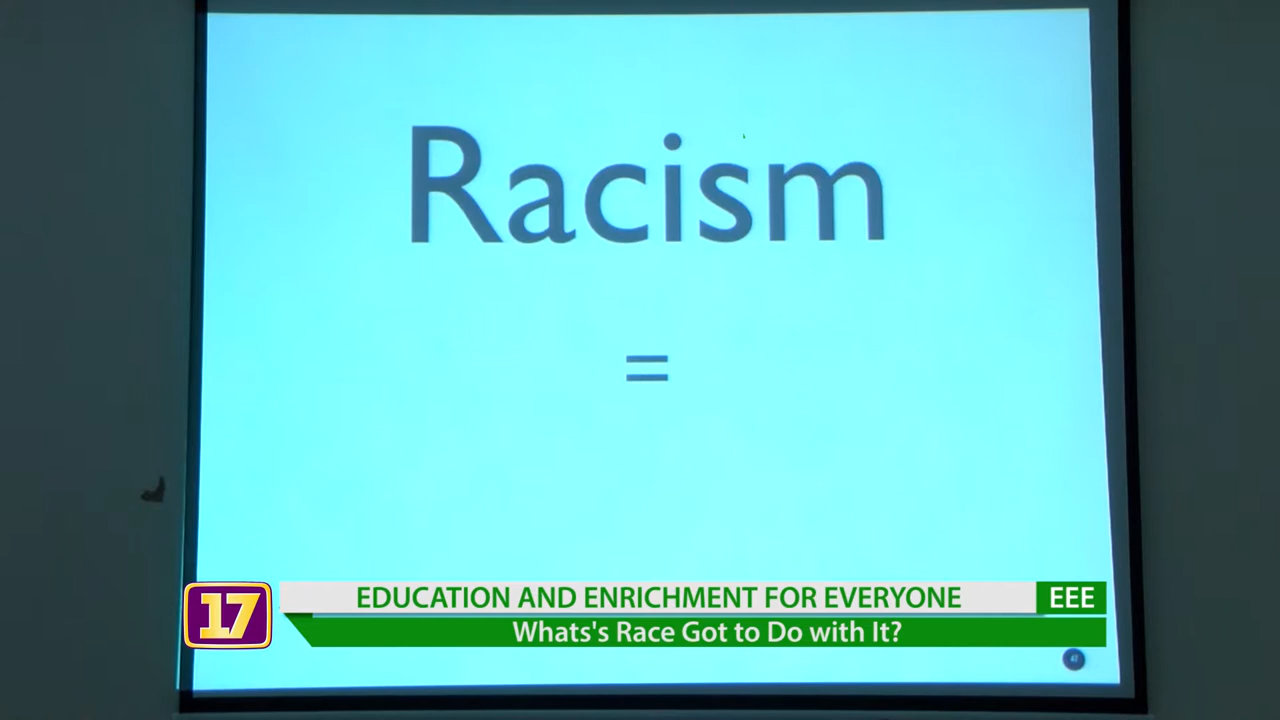 Racism
=
EDUCATION AND ENRICHMENT FOR EVERYONE EEE
17
Whats's Race Got to Do with It?